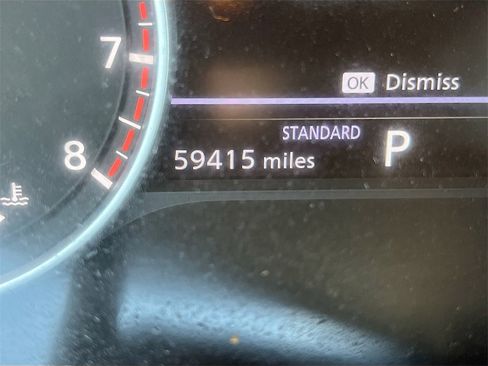 7
OK Dismiss
STANDARD
8
59415 miles
P